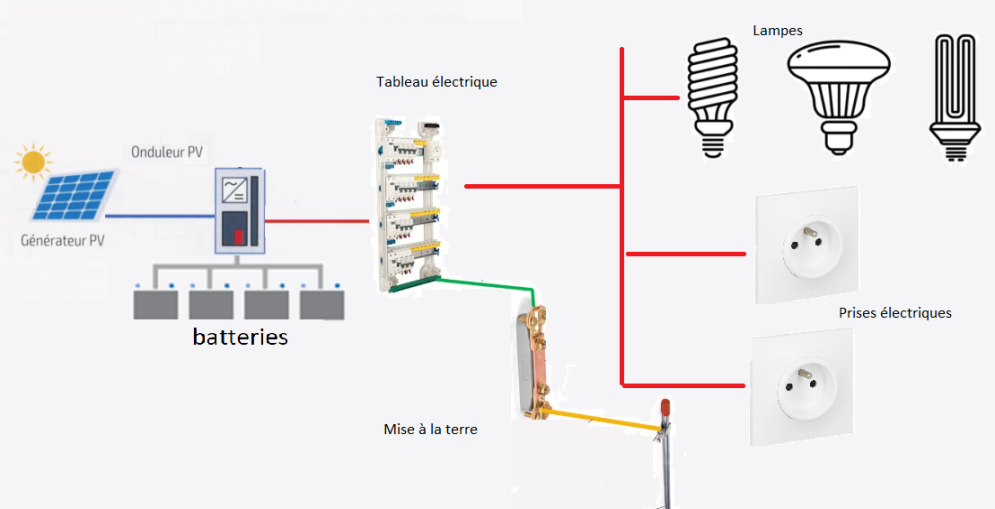 Lampes
Tableau électrique
Onduleur PV
Générateur PV
Prises électriques
batteries
Mise à la terre